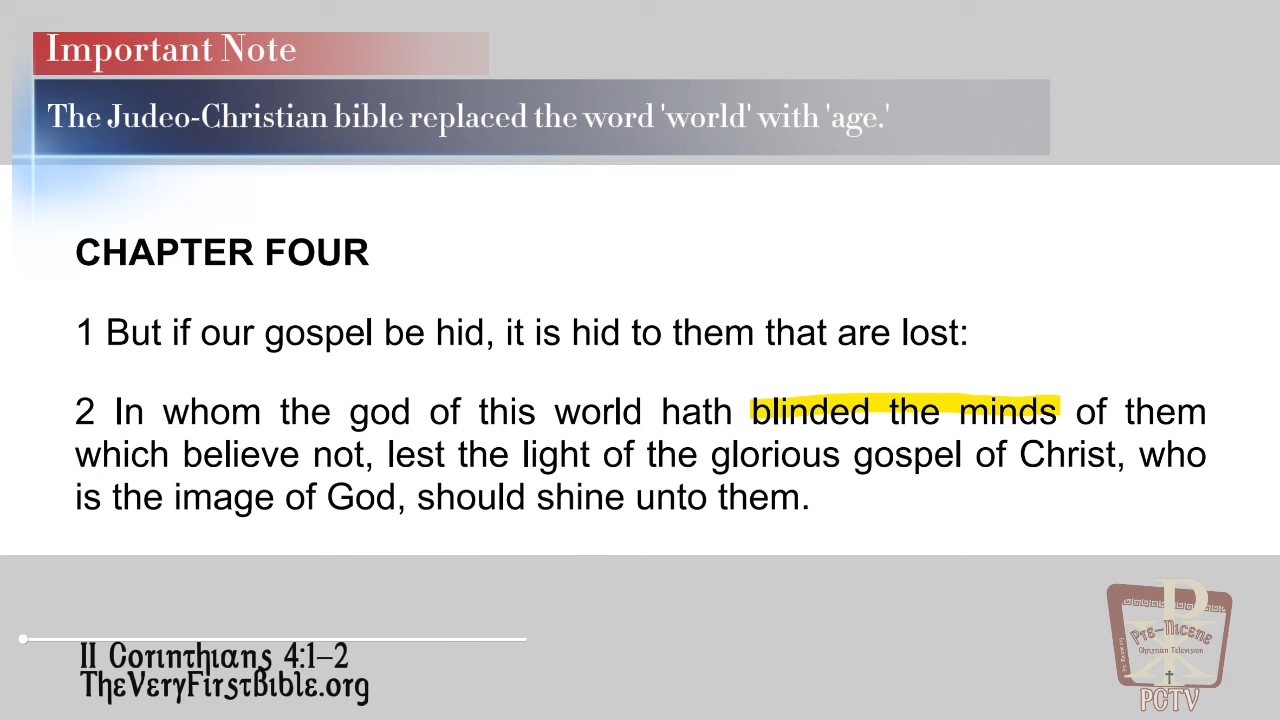 Important Note
The Judeo-Christian bible replaced the word 'world' with 'age.'
CHAPTER FOUR
1 But if our gospel be hid, it is hid to them that are lost:
2 In whom the god of this world hath blinded the minds of them
which believe not, lest the light of the glorious gospel of Christ, who
is the image of God, should shine unto them.
II Corinthians 4:1-2
TheVeryFirstBible.org
Pre-Nicene
Christian Television
PCTV